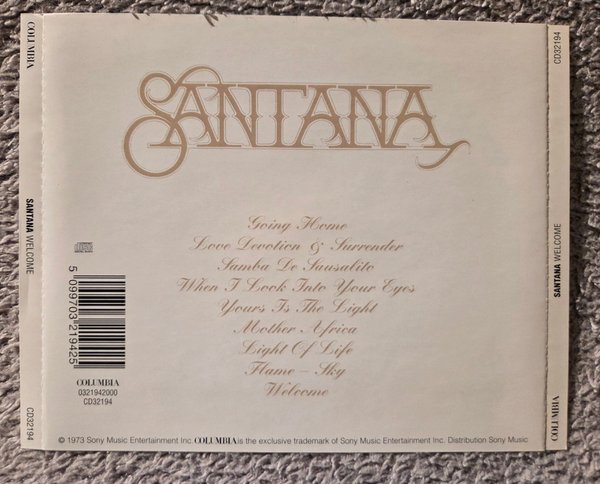 COLUMBIA
SANTANA WELCOME
CD32194
SANTANA
Going Home
Love Devotion & Surrender
Samba De Sausalito
When I Look Into Your Eyes
Yours Is The Light
Mother Africa
Light Of Life
Flame - Sky
Welcome
5 099703 219425
COLUMBIA
0321942000
CD32194
© 1973 Sony Music Entertainment Inc. COLUMBIA is the exclusive trademark of Sony Music Entertainment Inc. Distribution Sony Music
CD32194
SANTANA WELCOME
COLUMBIA